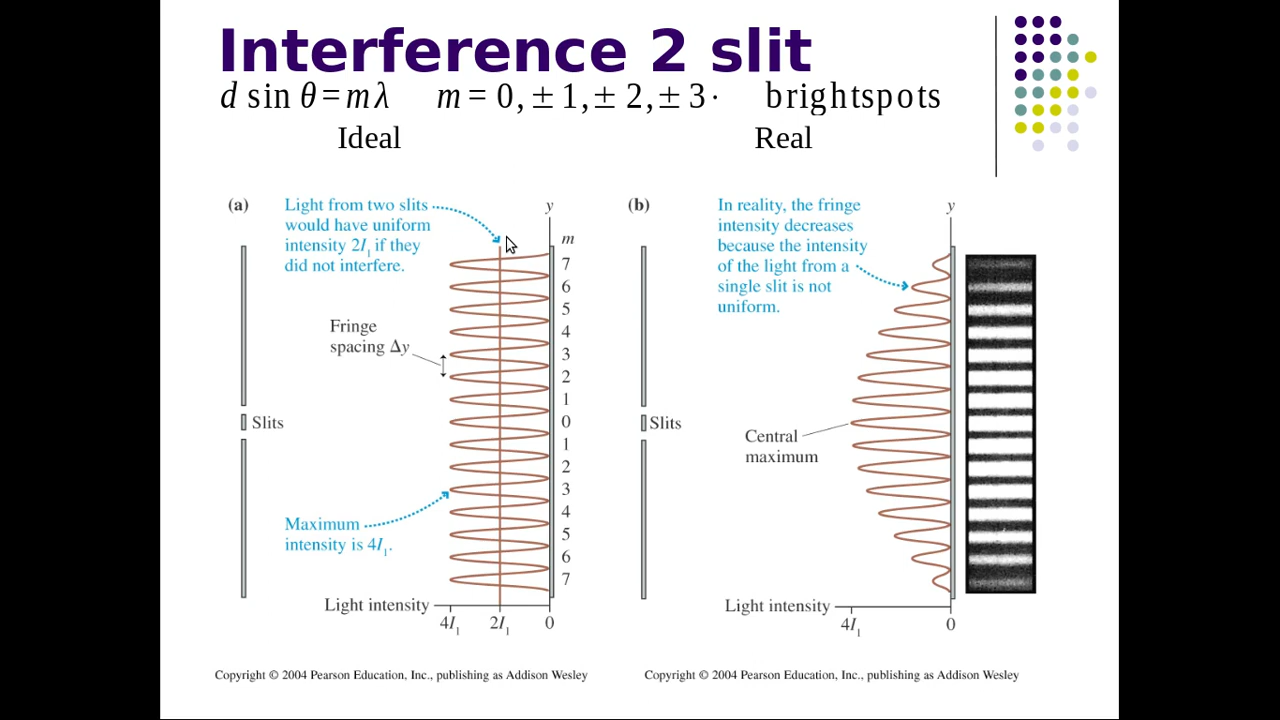 Interference 2 slit
d sin θ = mλ m = 0, ± 1, ± 2, ± 3· brightspots
Ideal
Real
(a)
Light from two slits
would have uniform
intensity 2I₁ if they
did not interfere.
y
m
7
6
5
4
3
2
1
0
1
2
3
4
5
6
7
Fringe
spacing Δy
Slits
Maximum
intensity is 4I₁.
Light intensity
4I₁ 2I₁ 0
Copyright © 2004 Pearson Education, Inc., publishing as Addison Wesley
(b)
In reality, the fringe
intensity decreases
because the intensity
of the light from a
single slit is not
uniform.
y
Slits
Central
maximum
Light intensity
4I₁ 0
Copyright © 2004 Pearson Education, Inc., publishing as Addison Wesley